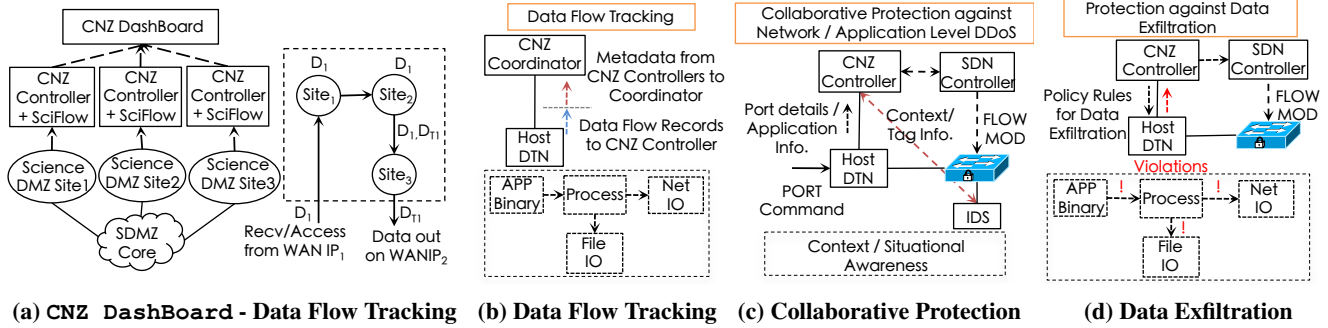 CNZ DashBoard
CNZ
Controller
+ SciFlow
CNZ
Controller
+ SciFlow
CNZ
Controller
+ SciFlow
Science
DMZ Site1
Science
DMZ Site2
Science
DMZ Site3
SDMZ
Core
D1
D1
Site1
Site2
D1,DT1
Site3
D1
Recv/Access
from WAN IP1
DT1
Data out
on WANIP2
(a) CNZ DashBoard - Data Flow Tracking
Data Flow Tracking
CNZ
Coordinator
Metadata from
CNZ Controllers to
Coordinator
Host
DTN
Data Flow Records
to CNZ Controller
APP
Binary
Process
Net
IO
File
IO
(b) Data Flow Tracking
Collaborative Protection against
Network / Application Level DDoS
CNZ
Controller
SDN
Controller
Port details /
Application
Info.
Context/
Tag Info.
FLOW
MOD
Host
DTN
PORT
Command
IDS
Context / Situational
Awareness
(c) Collaborative Protection
Protection against Data
Exfiltration
CNZ
Controller
SDN
Controller
Policy Rules
for Data
Exfiltration
FLOW
MOD
Host
DTN
Violations
APP
Binary
!
Process
!
Net
IO
!
File
IO
(d) Data Exfiltration